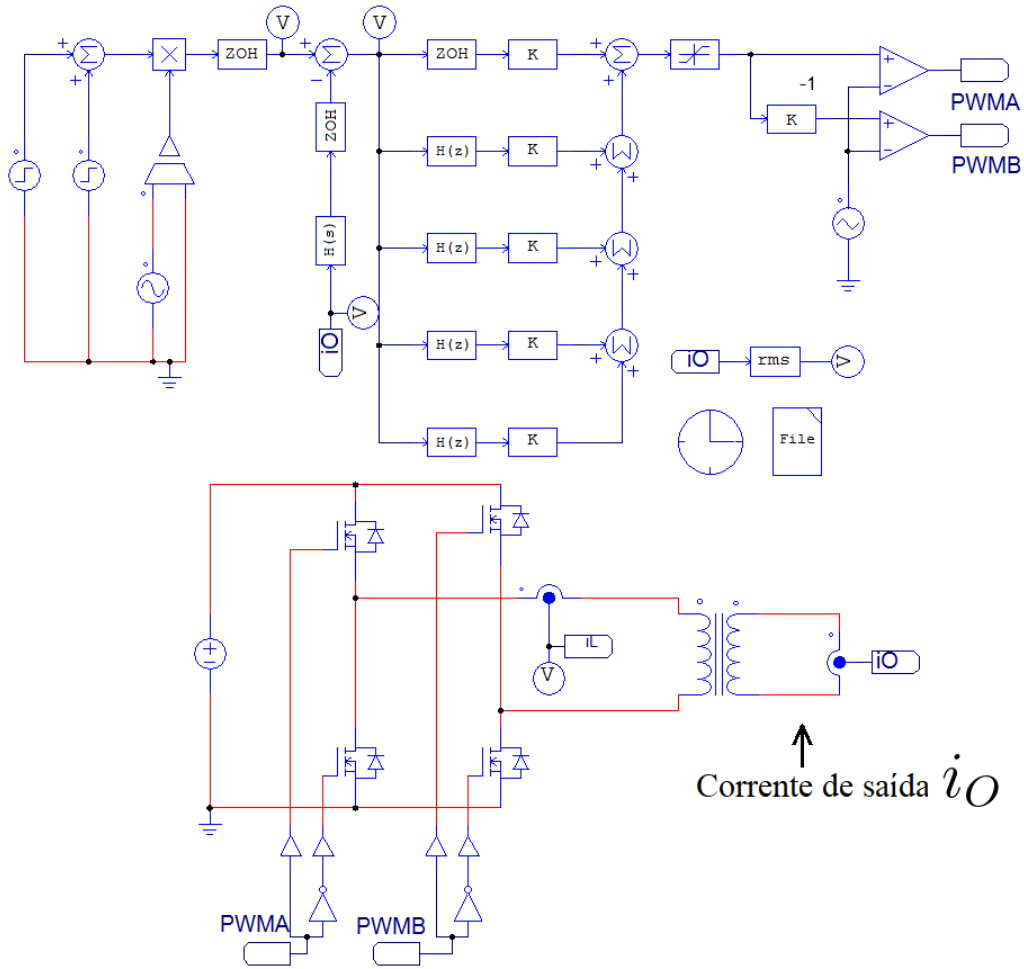 V
V
ZOH
ZOH
K
-1
K
PWMA
PWMB
ZOH
H(z)
K
H(s)
H(z)
K
V
iO
H(z)
K
iO
rms
V
H(z)
K
File
iL
V
iO
Corrente de saída iO
PWMA
PWMB